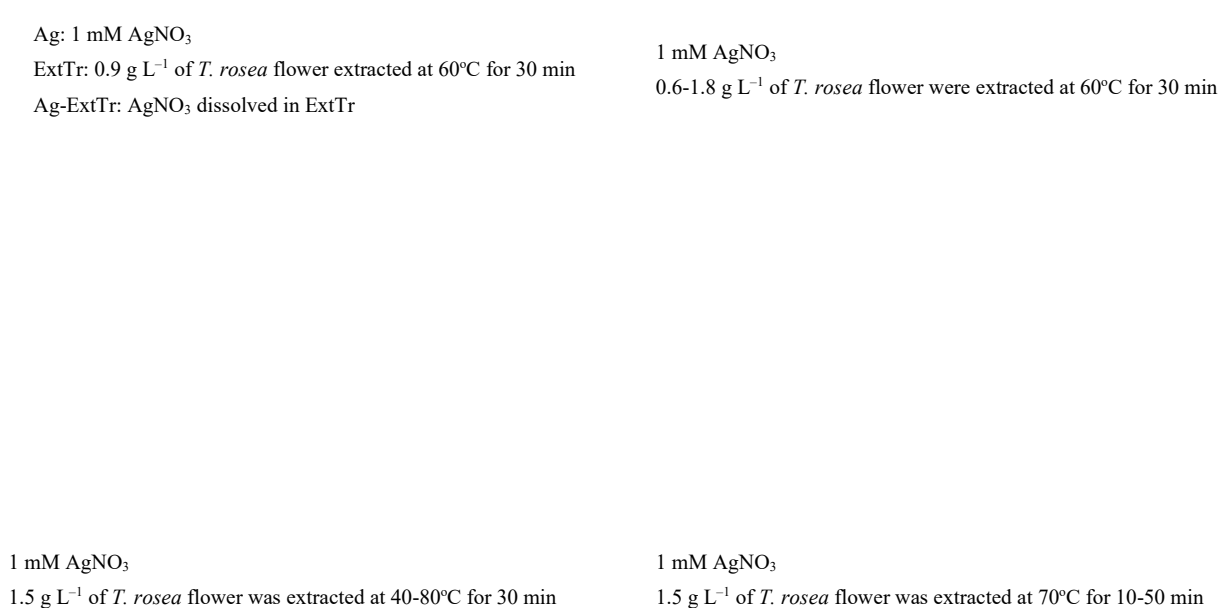 Ag: 1 mM AgNO₃
ExtTr: 0.9 g L⁻¹ of T. rosea flower extracted at 60ºC for 30 min
Ag-ExtTr: AgNO₃ dissolved in ExtTr
1 mM AgNO₃
0.6-1.8 g L⁻¹ of T. rosea flower were extracted at 60ºC for 30 min
1 mM AgNO₃
1.5 g L⁻¹ of T. rosea flower was extracted at 40-80ºC for 30 min
1 mM AgNO₃
1.5 g L⁻¹ of T. rosea flower was extracted at 70ºC for 10-50 min